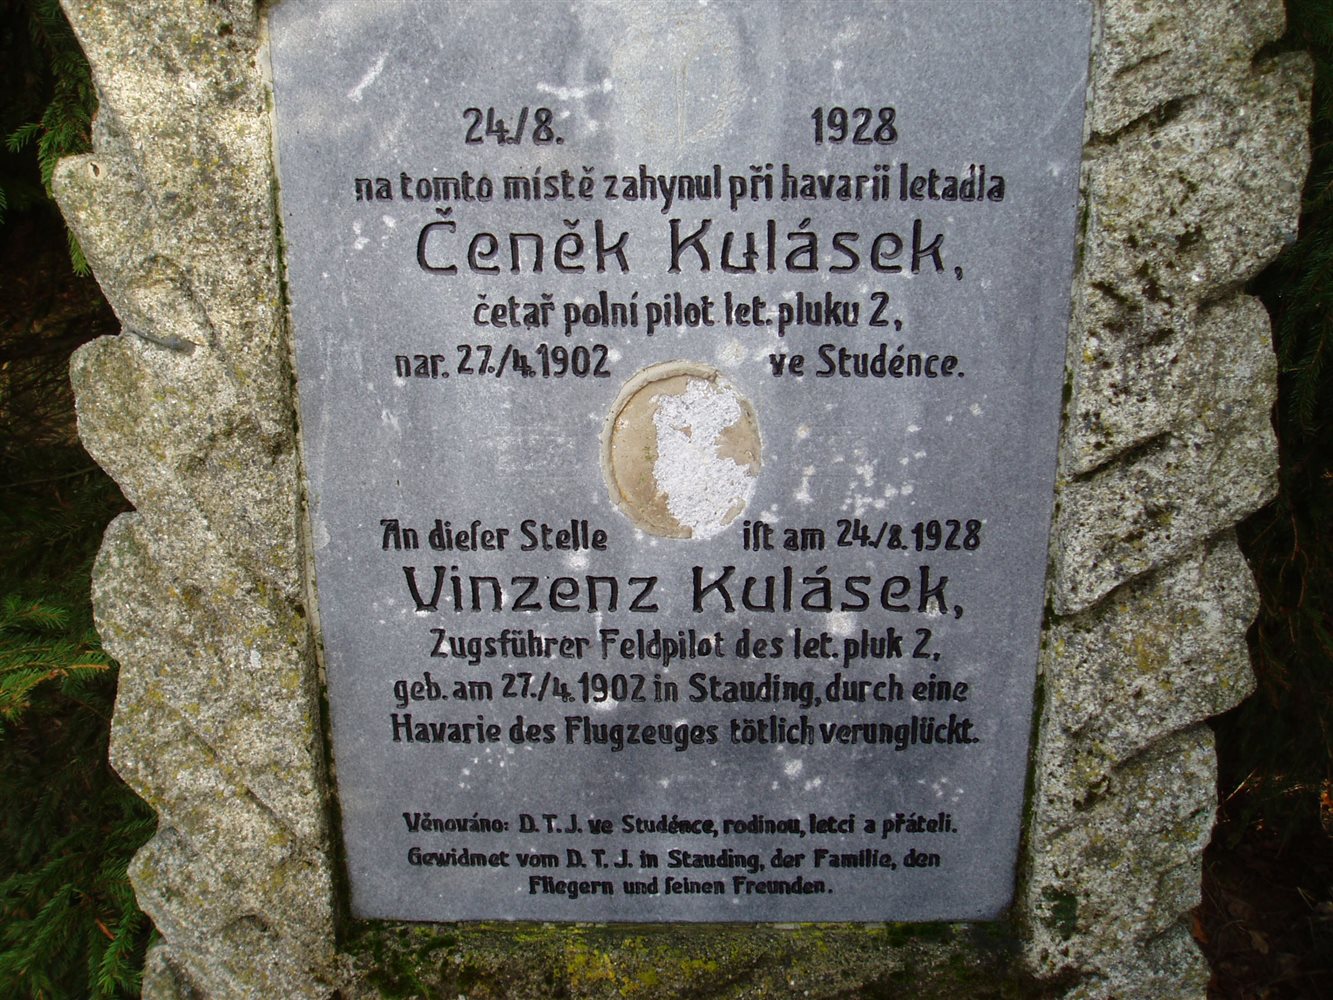 24./8. 1928
na tomto místě zahynul při havarii letadla
Čeněk Kulásek,
četař polní pilot let. pluku 2,
nar. 27./4. 1902 ve Studénce.
An dieſer Stelle iſt am 24./8. 1928
Vinzenz Kulásek,
Zugsführer Feldpilot des let. pluk 2,
geb. am 27./4. 1902 in Stauding, durch eine
Havarie des Flugzeuges tötlich verunglückt.
Věnováno: D. T. J. ve Studénce, rodinou, letci a přáteli.
Gewidmet vom D. T. J. in Stauding, der Familie, den
Fliegern und ſeinen Freunden.